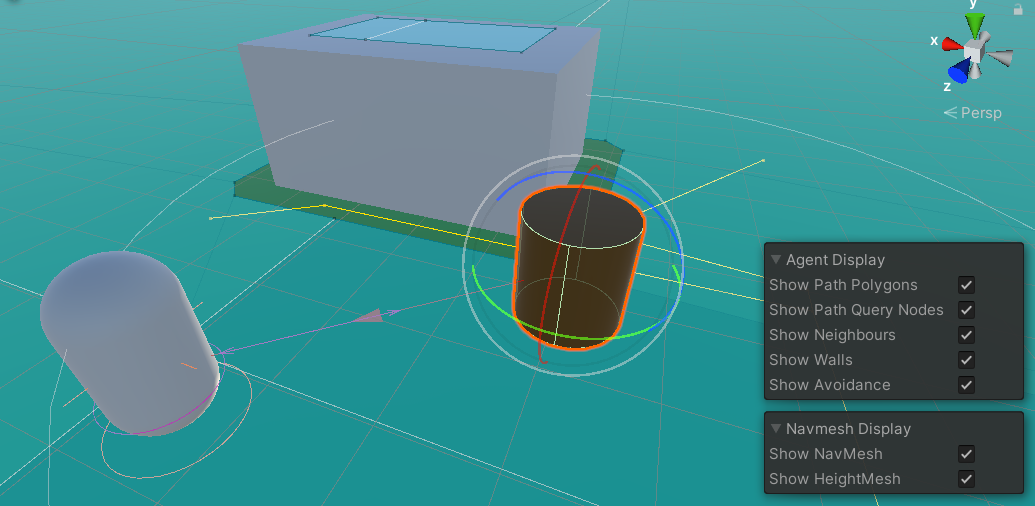 y
x
z
Persp
Agent Display
Show Path Polygons
Show Path Query Nodes
Show Neighbours
Show Walls
Show Avoidance
Navmesh Display
Show NavMesh
Show HeightMesh